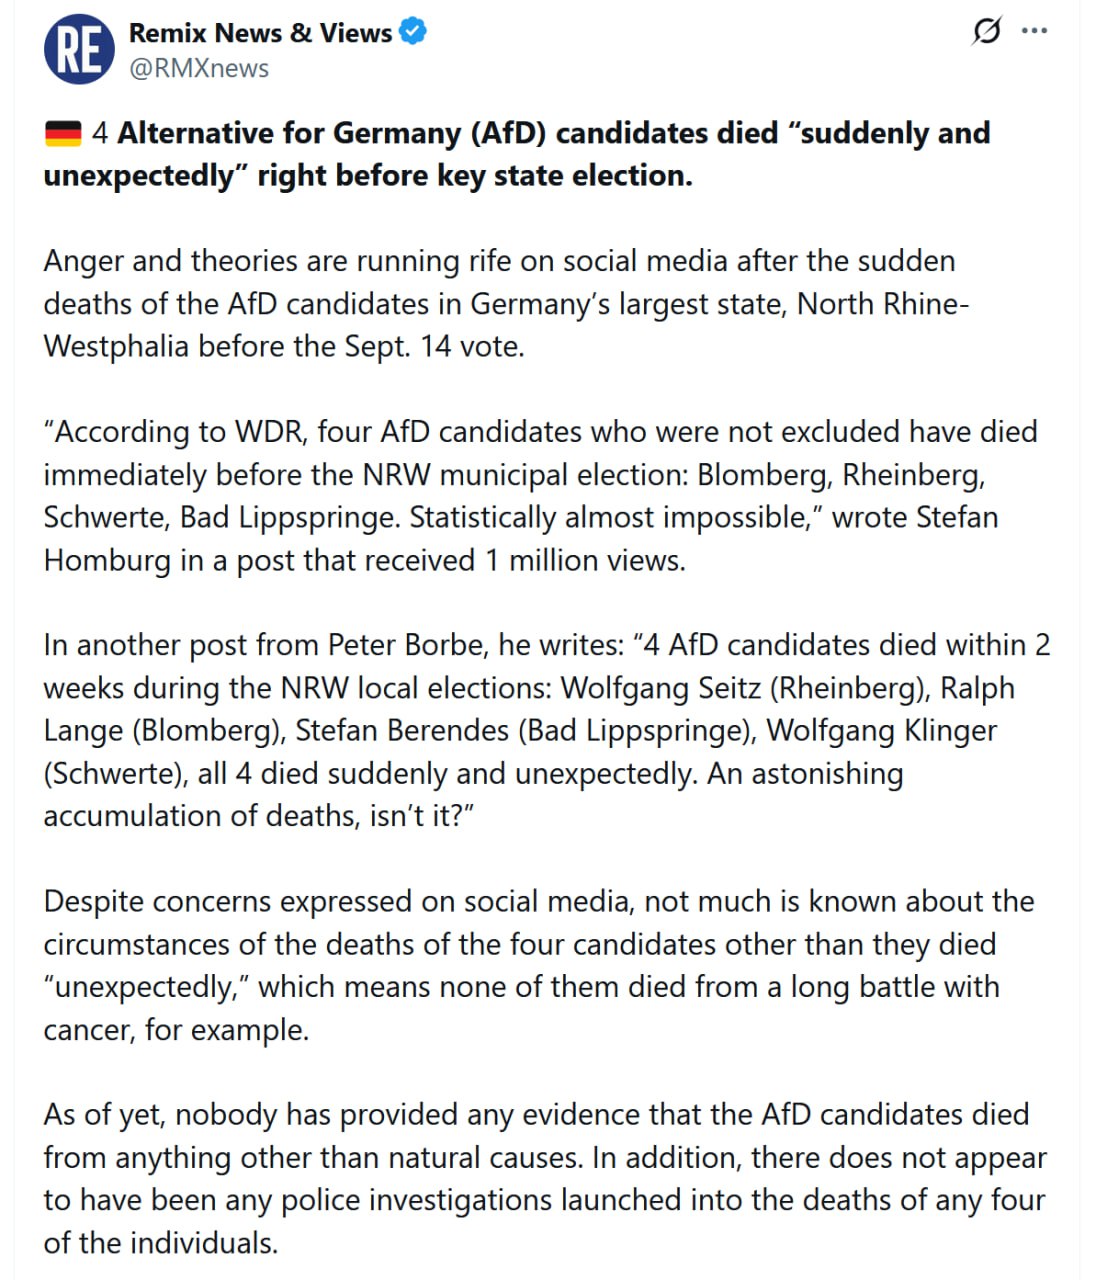 RE
Remix News & Views
@RMXnews
🇩🇪 4 Alternative for Germany (AfD) candidates died “suddenly and
unexpectedly” right before key state election.
Anger and theories are running rife on social media after the sudden
deaths of the AfD candidates in Germany’s largest state, North Rhine-
Westphalia before the Sept. 14 vote.
“According to WDR, four AfD candidates who were not excluded have died
immediately before the NRW municipal election: Blomberg, Rheinberg,
Schwerte, Bad Lippspringe. Statistically almost impossible,” wrote Stefan
Homburg in a post that received 1 million views.
In another post from Peter Borbe, he writes: “4 AfD candidates died within 2
weeks during the NRW local elections: Wolfgang Seitz (Rheinberg), Ralph
Lange (Blomberg), Stefan Berendes (Bad Lippspringe), Wolfgang Klinger
(Schwerte), all 4 died suddenly and unexpectedly. An astonishing
accumulation of deaths, isn’t it?”
Despite concerns expressed on social media, not much is known about the
circumstances of the deaths of the four candidates other than they died
“unexpectedly,” which means none of them died from a long battle with
cancer, for example.
As of yet, nobody has provided any evidence that the AfD candidates died
from anything other than natural causes. In addition, there does not appear
to have been any police investigations launched into the deaths of any four
of the individuals.